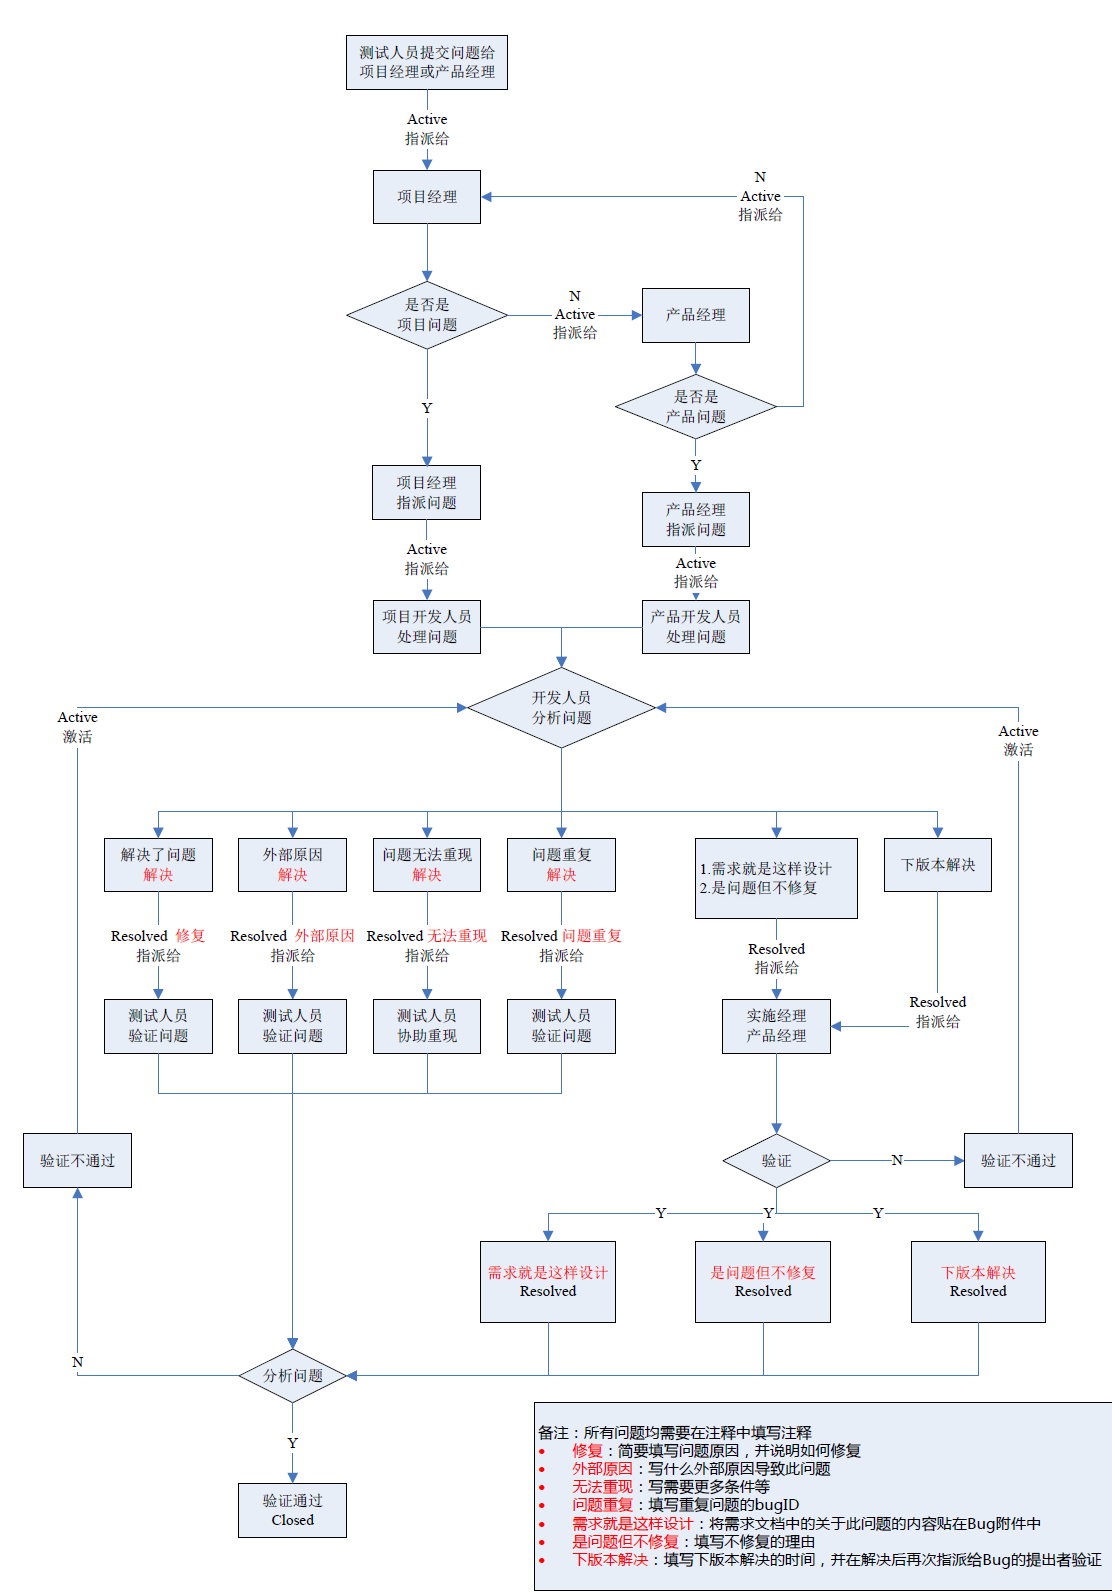 测试人员提交问题给
项目经理或产品经理
Active
指派给
项目经理
N
Active
指派给
是否是
项目问题
N
Active
指派给
产品经理
是否是
产品问题
Y
Y
项目经理
指派问题
产品经理
指派问题
Active
指派给
Active
指派给
项目开发人员
处理问题
产品开发人员
处理问题
开发人员
分析问题
Active
激活
Active
激活
解决了问题
解决
外部原因
解决
问题无法重现
解决
问题重复
解决
1.需求就是这样设计
2.是问题但不修复
下版本解决
Resolved 修复
指派给
Resolved 外部原因
指派给
Resolved 无法重现
指派给
Resolved 问题重复
指派给
Resolved
指派给
Resolved
指派给
测试人员
验证问题
测试人员
验证问题
测试人员
协助重现
测试人员
验证问题
实施经理
产品经理
验证不通过
验证
N
验证不通过
Y
Y
Y
需求就是这样设计
Resolved
是问题但不修复
Resolved
下版本解决
Resolved
N
分析问题
Y
验证通过
Closed
备注：所有问题均需要在注释中填写注释
• 修复：简要填写问题原因，并说明如何修复
• 外部原因：写什么外部原因导致此问题
• 无法重现：写需要更多条件等
• 问题重复：填写重复问题的bugID
• 需求就是这样设计：将需求文档中的关于此问题的内容贴在Bug附件中
• 是问题但不修复：填写不修复的理由
• 下版本解决：填写下版本解决的时间，并在解决后再次指派给Bug的提出者验证